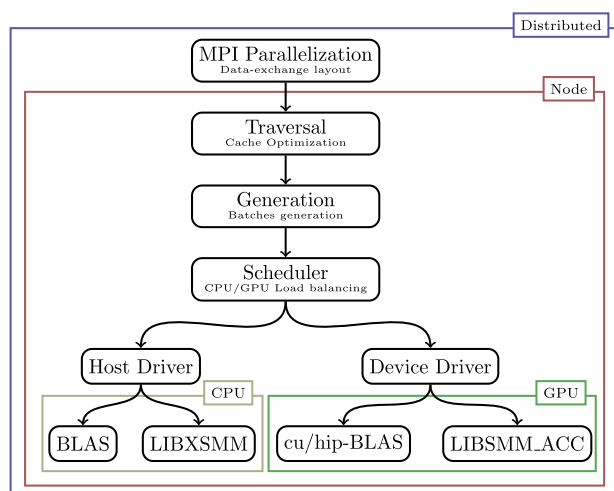 Distributed
MPI Parallelization
Data-exchange layout
Node
Traversal
Cache Optimization
Generation
Batches generation
Scheduler
CPU/GPU Load balancing
Host Driver
Device Driver
CPU
GPU
BLAS
LIBXSMM
cu/hip-BLAS
LIBSMM_ACC